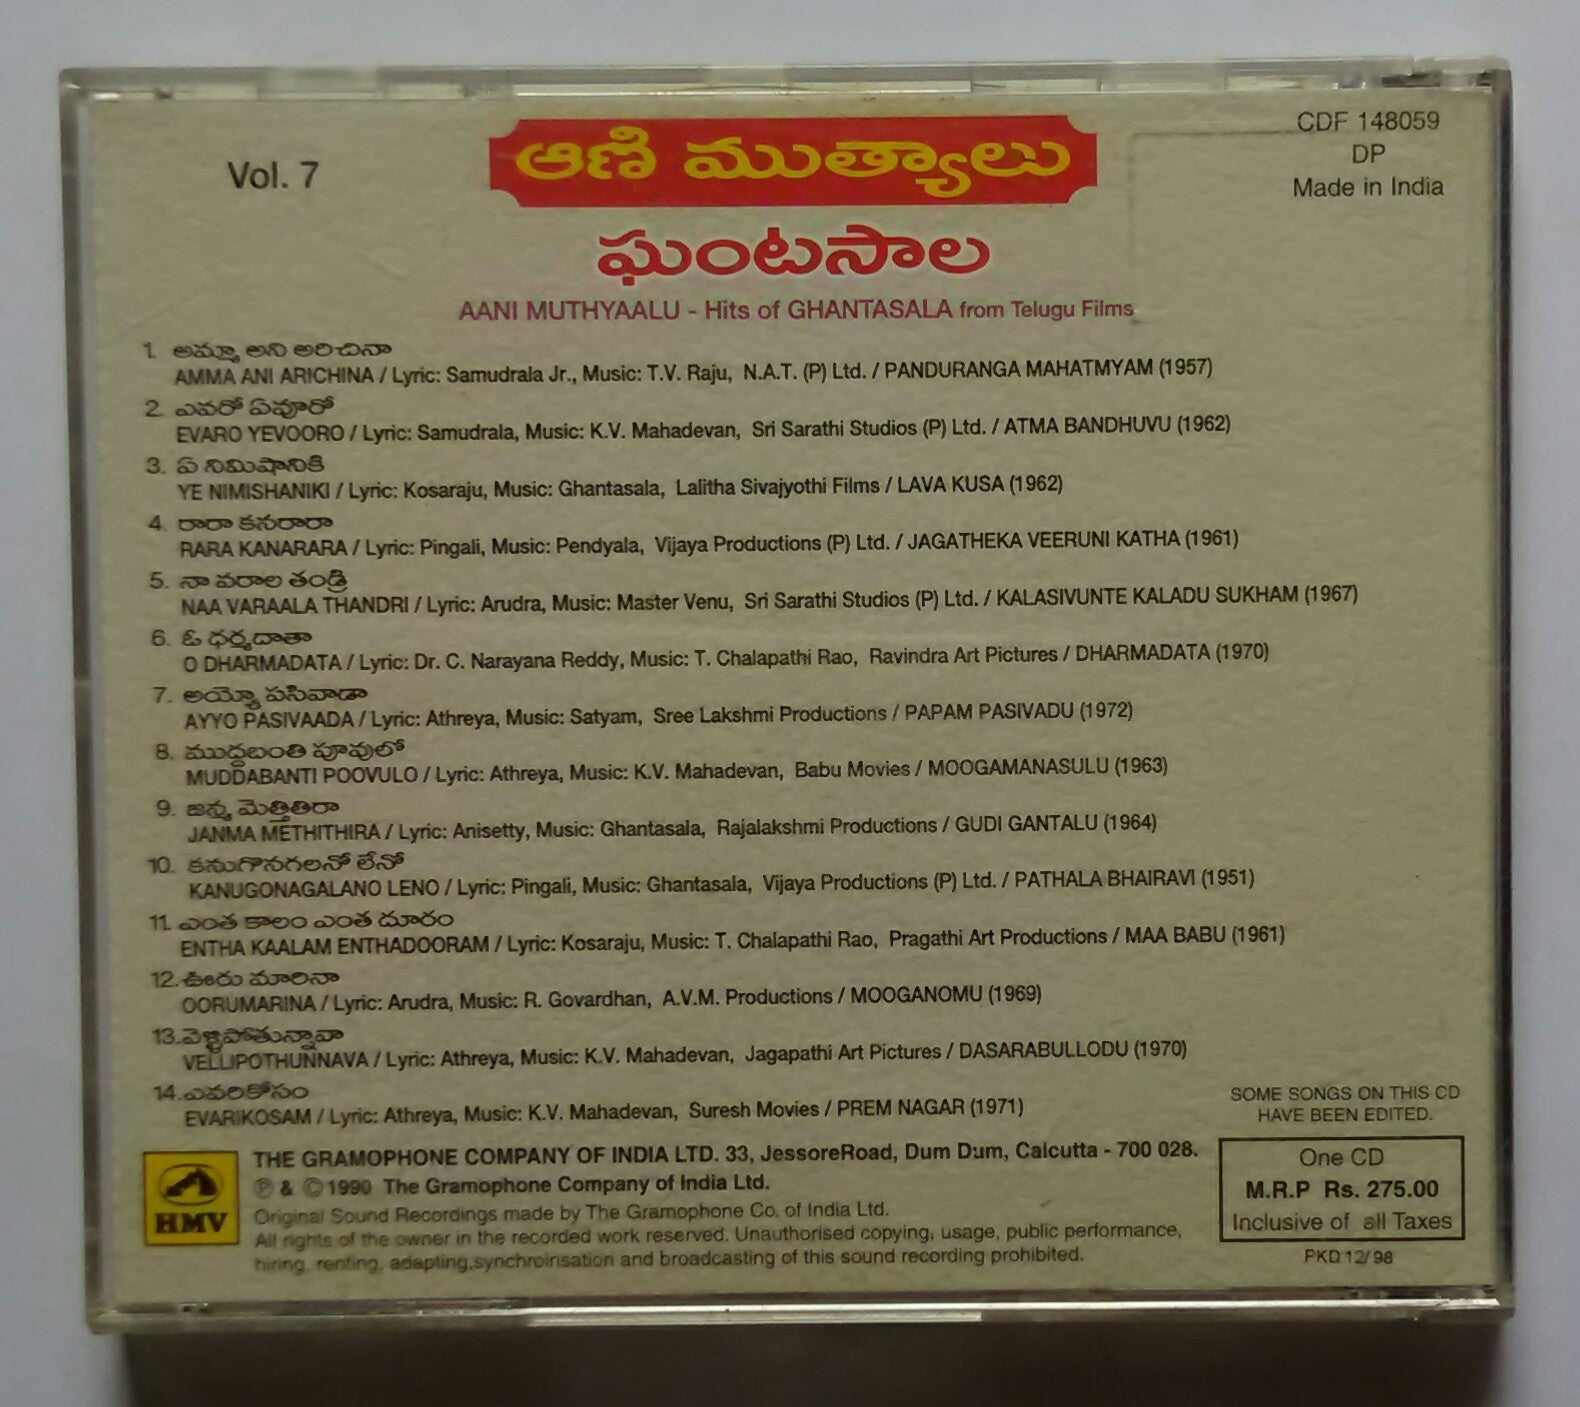 Vol. 7
ఆణి ముత్యాలు
CDF 148059
DP
Made in India
ఘంటసాల
AANI MUTHYAALU - Hits of GHANTASALA from Telugu Films
1. అమ్మా అని అరిచినా
AMMA ANI ARICHINA / Lyric: Samudrala Jr., Music: T.V. Raju, N.A.T. (P) Ltd. / PANDURANGA MAHATMYAM (1957)
2. ఎవరో ఏవూరో
EVARO YEVOORO / Lyric: Samudrala, Music: K.V. Mahadevan, Sri Sarathi Studios (P) Ltd. / ATMA BANDHUVU (1962)
3. ఏ నిమిషానికి
YE NIMISHANIKI / Lyric: Kosaraju, Music: Ghantasala, Lalitha Sivajyothi Films / LAVA KUSA (1962)
4. రారా కనరారా
RARA KANARARA / Lyric: Pingali, Music: Pendyala, Vijaya Productions (P) Ltd. / JAGATHEKA VEERUNI KATHA (1961)
5. నా వరాల తండ్రి
NAA VARAALA THANDRI / Lyric: Arudra, Music: Master Venu, Sri Sarathi Studios (P) Ltd. / KALASIVUNTE KALADU SUKHAM (1967)
6. ఓ ధర్మదాతా
O DHARMADATA / Lyric: Dr. C. Narayana Reddy, Music: T. Chalapathi Rao, Ravindra Art Pictures / DHARMADATA (1970)
7. అయ్యో పసివాడా
AYYO PASIVAADA / Lyric: Athreya, Music: Satyam, Sree Lakshmi Productions / PAPAM PASIVADU (1972)
8. ముద్దబంతి పూవులో
MUDDABANTI POOVULO / Lyric: Athreya, Music: K.V. Mahadevan, Babu Movies / MOOGAMANASULU (1963)
9. జన్మ మెత్తితిరా
JANMA METHITHIRA / Lyric: Anisetty, Music: Ghantasala, Rajalakshmi Productions / GUDI GANTALU (1964)
10. కనుగొనగలనో లేనో
KANUGONAGALANO LENO / Lyric: Pingali, Music: Ghantasala, Vijaya Productions (P) Ltd. / PATHALA BHAIRAVI (1951)
11. ఎంత కాలం ఎంత దూరం
ENTHA KAALAM ENTHADOORAM / Lyric: Kosaraju, Music: T. Chalapathi Rao, Pragathi Art Productions / MAA BABU (1961)
12. ఊరు మారినా
OORUMARINA / Lyric: Arudra, Music: R. Govardhan, A.V.M. Productions / MOOGANOMU (1969)
13. వెళ్ళిపోతున్నావా
VELLIPOTHUNNAVA / Lyric: Athreya, Music: K.V. Mahadevan, Jagapathi Art Pictures / DASARABULLODU (1970)
14. ఎవరికోసం
EVARIKOSAM / Lyric: Athreya, Music: K.V. Mahadevan, Suresh Movies / PREM NAGAR (1971)
SOME SONGS ON THIS CD
HAVE BEEN EDITED.
HMV
THE GRAMOPHONE COMPANY OF INDIA LTD. 33, JessoreRoad, Dum Dum, Calcutta - 700 028.
℗ & © 1990 The Gramophone Company of India Ltd.
Original Sound Recordings made by The Gramophone Co. of India Ltd.
All rights of the owner in the recorded work reserved. Unauthorised copying, usage, public performance,
hiring, renting, adapting,synchroinisation and broadcasting of this sound recording prohibited.
One CD
M.R.P Rs. 275.00
Inclusive of all Taxes
PKD 12/98